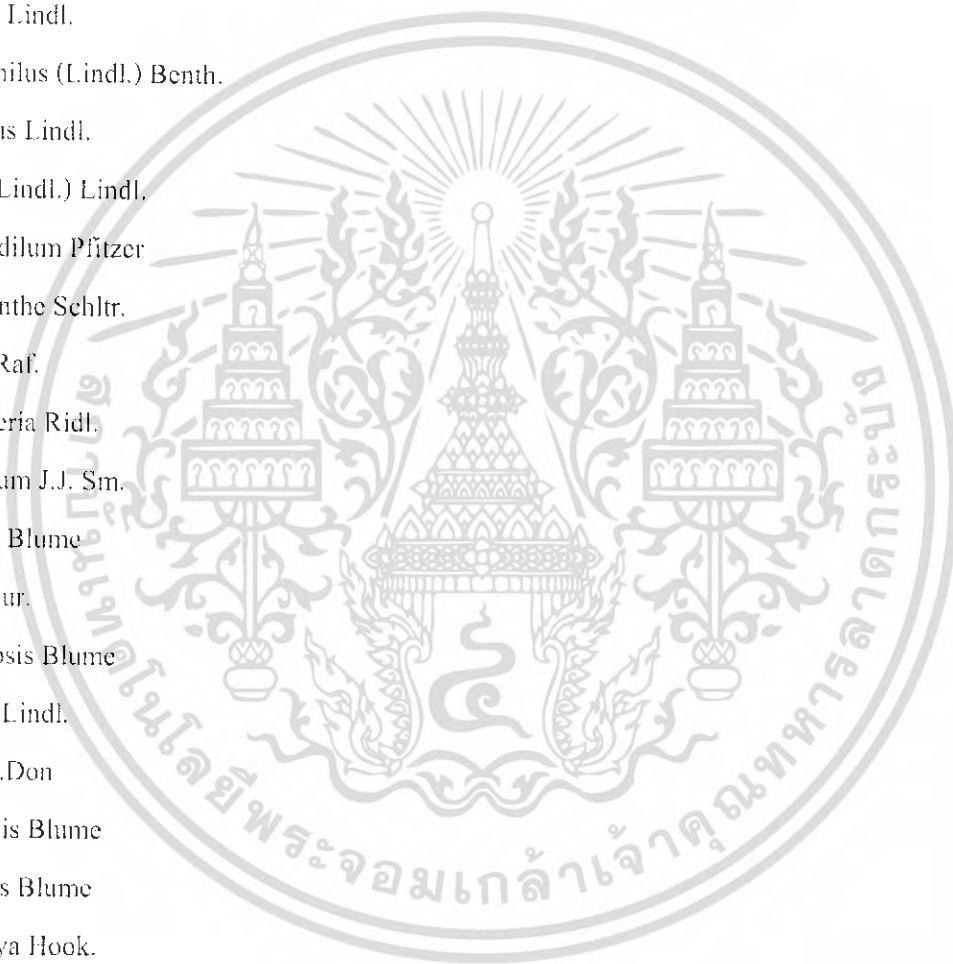 Lindl.
nilus (Lindl.) Benth.
us Lindl.
Lindl.) Lindl.
dilum Pfitzer
nthe Schltr.
Raf.
eria Ridl.
um J.J. Sm.
Blume
ur.
osis Blume
Lindl.
.Don
is Blume
s Blume
ya Hook.
สถาบันเทคโนโลยีพระจอมเกล้าเจ้าคุณทหารลาดกระบัง
๔